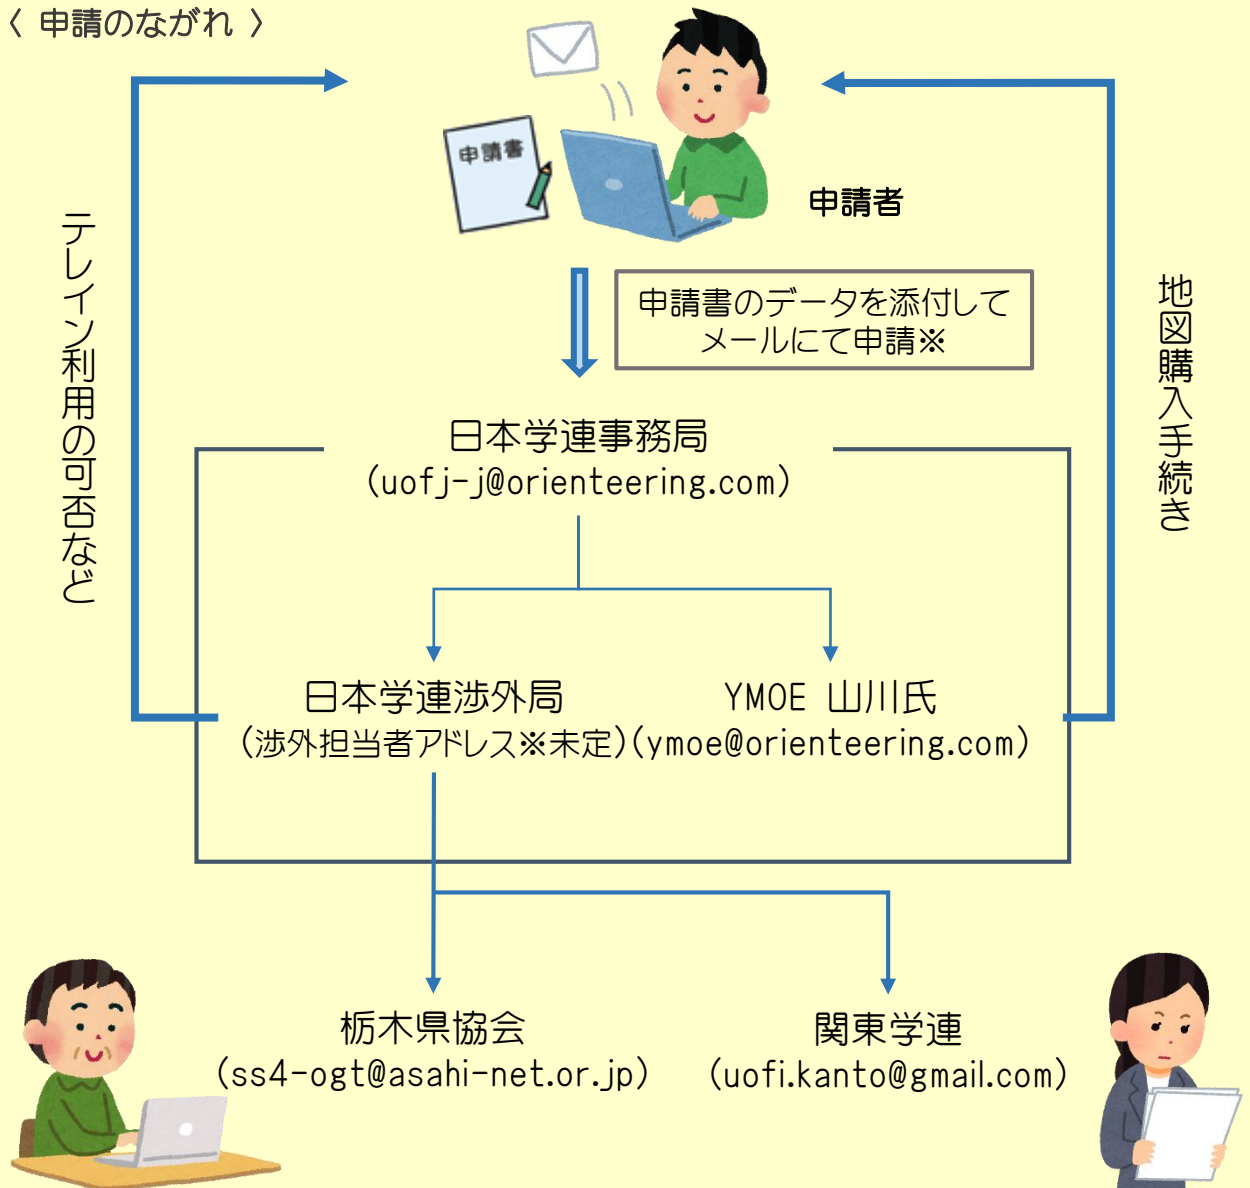 〈 申請のながれ 〉
申請書
申請者
テレイン利用の可否など
地図購入手続き
申請書のデータを添付して
メールにて申請※
日本学連事務局
(uofj-j@orienteering.com)
日本学連渉外局
(渉外担当者アドレス※未定)
YMOE 山川氏
(ymoe@orienteering.com)
栃木県協会
(ss4-ogt@asahi-net.or.jp)
関東学連
(uofi.kanto@gmail.com)